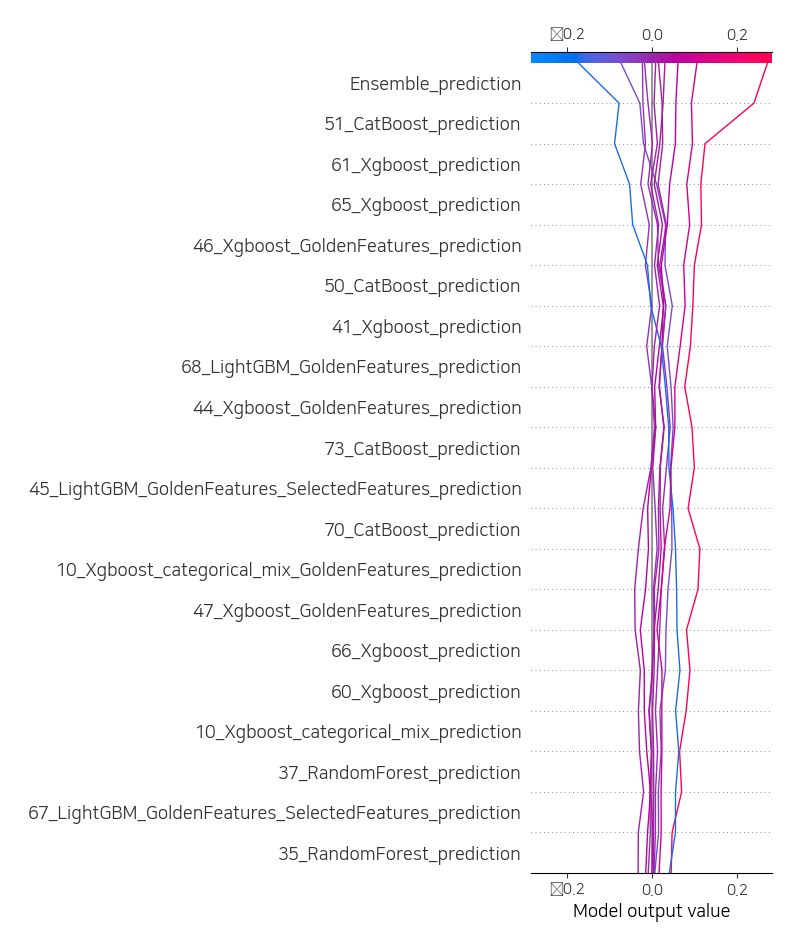 0.2 0.0 0.2
Ensemble_prediction
51_CatBoost_prediction
61_Xgboost_prediction
65_Xgboost_prediction
46_Xgboost_GoldenFeatures_prediction
50_CatBoost_prediction
41_Xgboost_prediction
68_LightGBM_GoldenFeatures_prediction
44_Xgboost_GoldenFeatures_prediction
73_CatBoost_prediction
45_LightGBM_GoldenFeatures_SelectedFeatures_prediction
70_CatBoost_prediction
10_Xgboost_categorical_mix_GoldenFeatures_prediction
47_Xgboost_GoldenFeatures_prediction
66_Xgboost_prediction
60_Xgboost_prediction
10_Xgboost_categorical_mix_prediction
37_RandomForest_prediction
67_LightGBM_GoldenFeatures_SelectedFeatures_prediction
35_RandomForest_prediction
0.2 0.0 0.2
Model output value